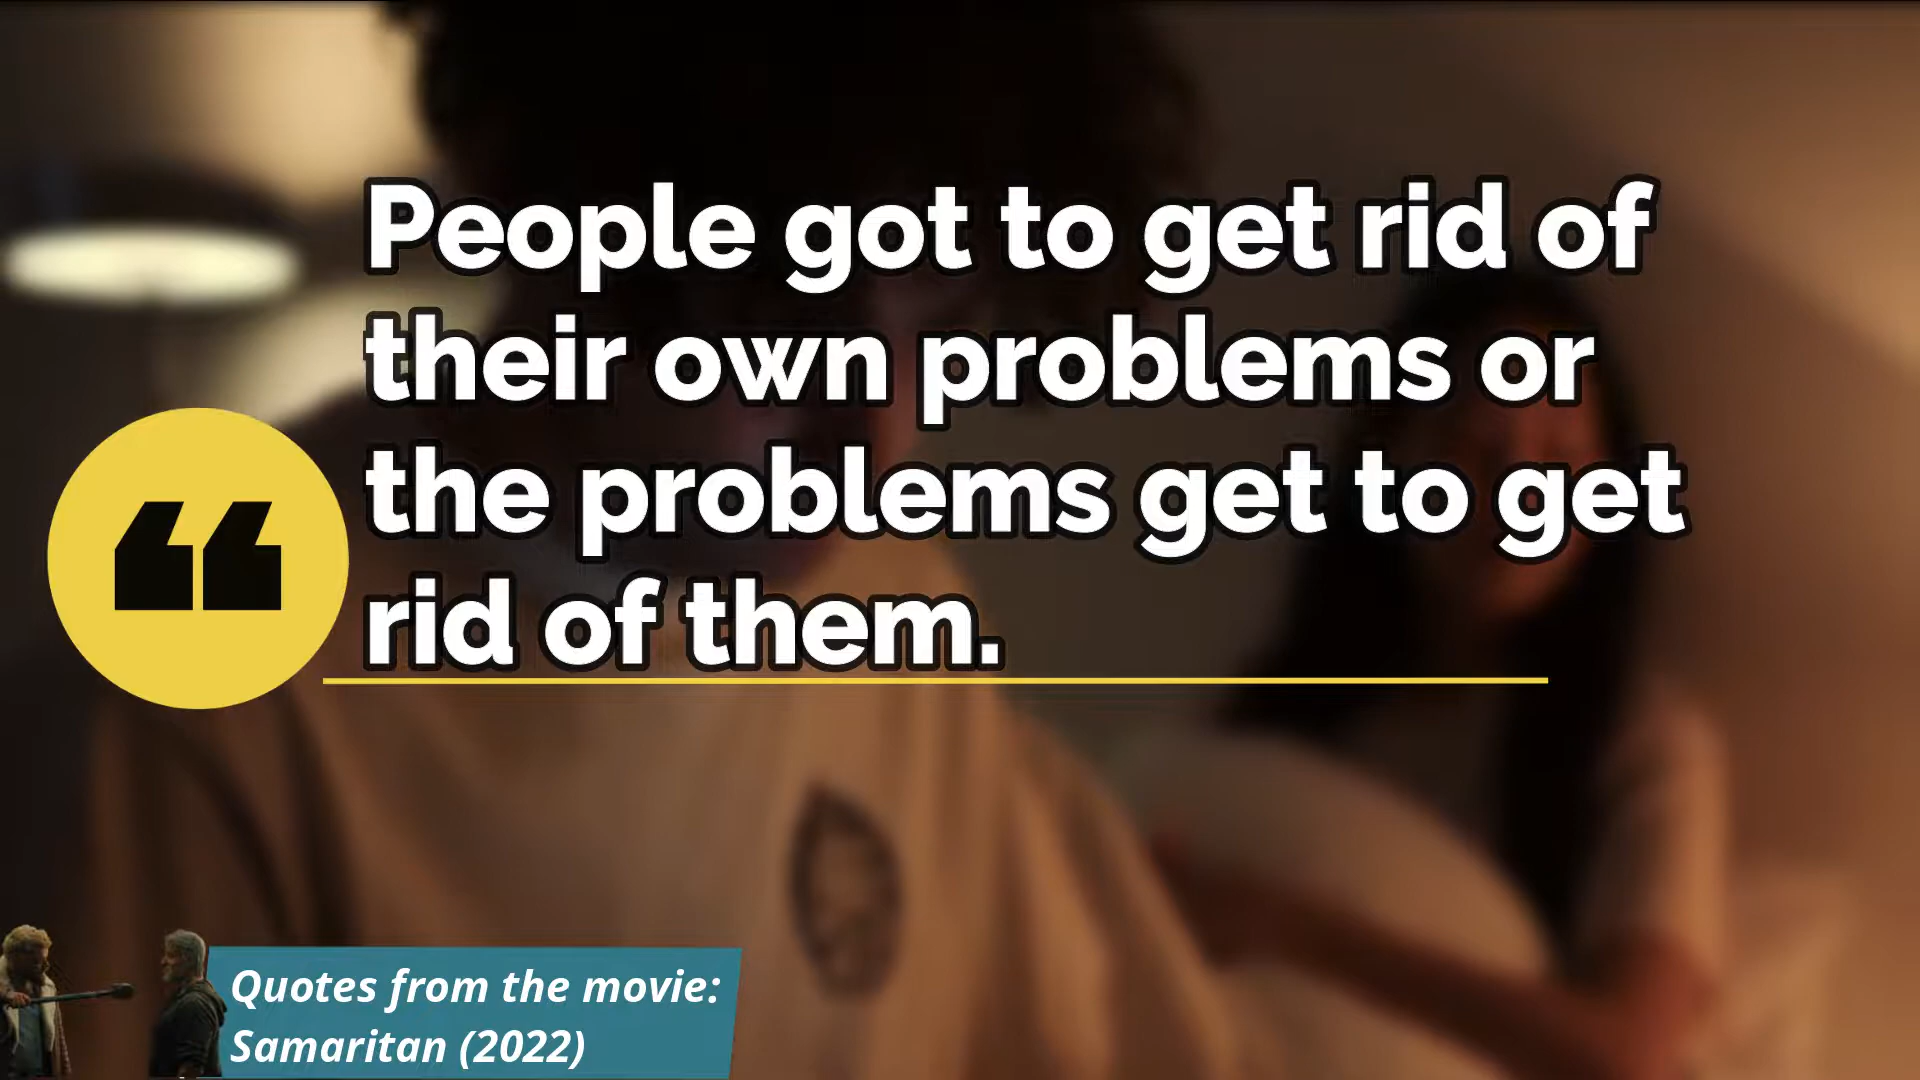 People got to get rid of
their own problems or
the problems get to get
rid of them.
Quotes from the movie:
Samaritan (2022)